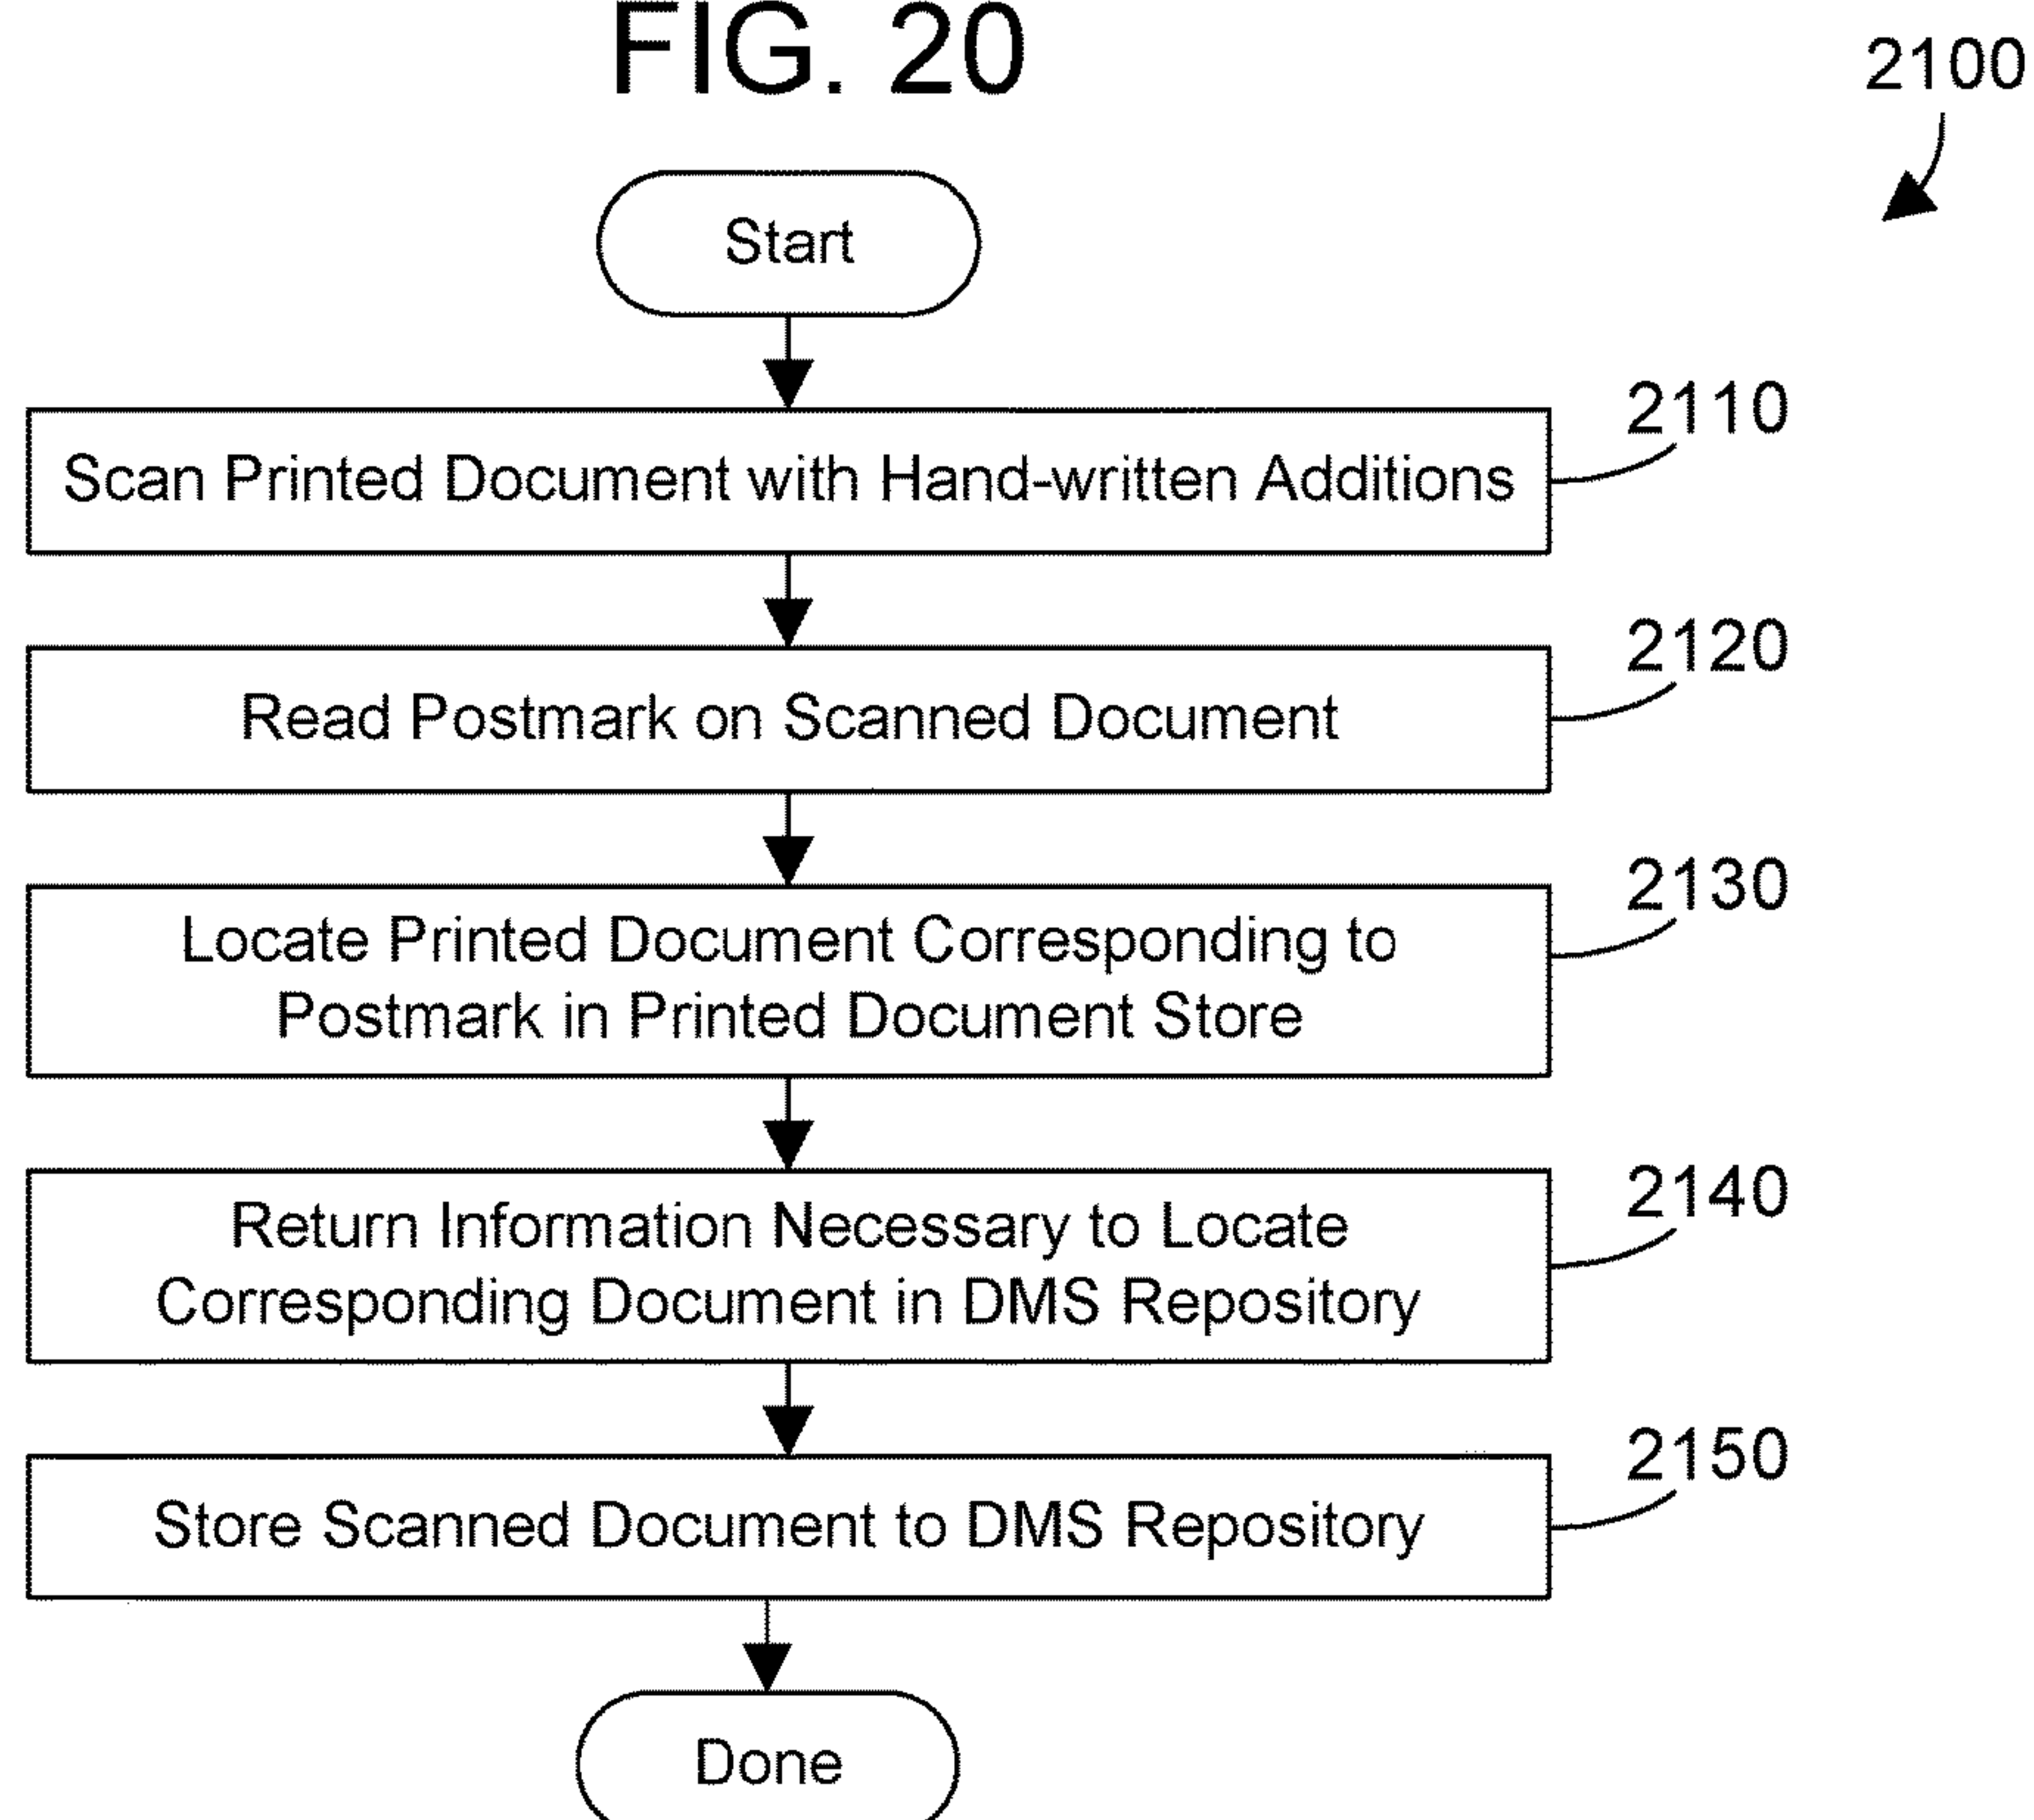 FIG. 20
2100
Start
2110
Scan Printed Document with Hand-written Additions
2120
Read Postmark on Scanned Document
2130
Locate Printed Document Corresponding to
Postmark in Printed Document Store
2140
Return Information Necessary to Locate
Corresponding Document in DMS Repository
2150
Store Scanned Document to DMS Repository
Done